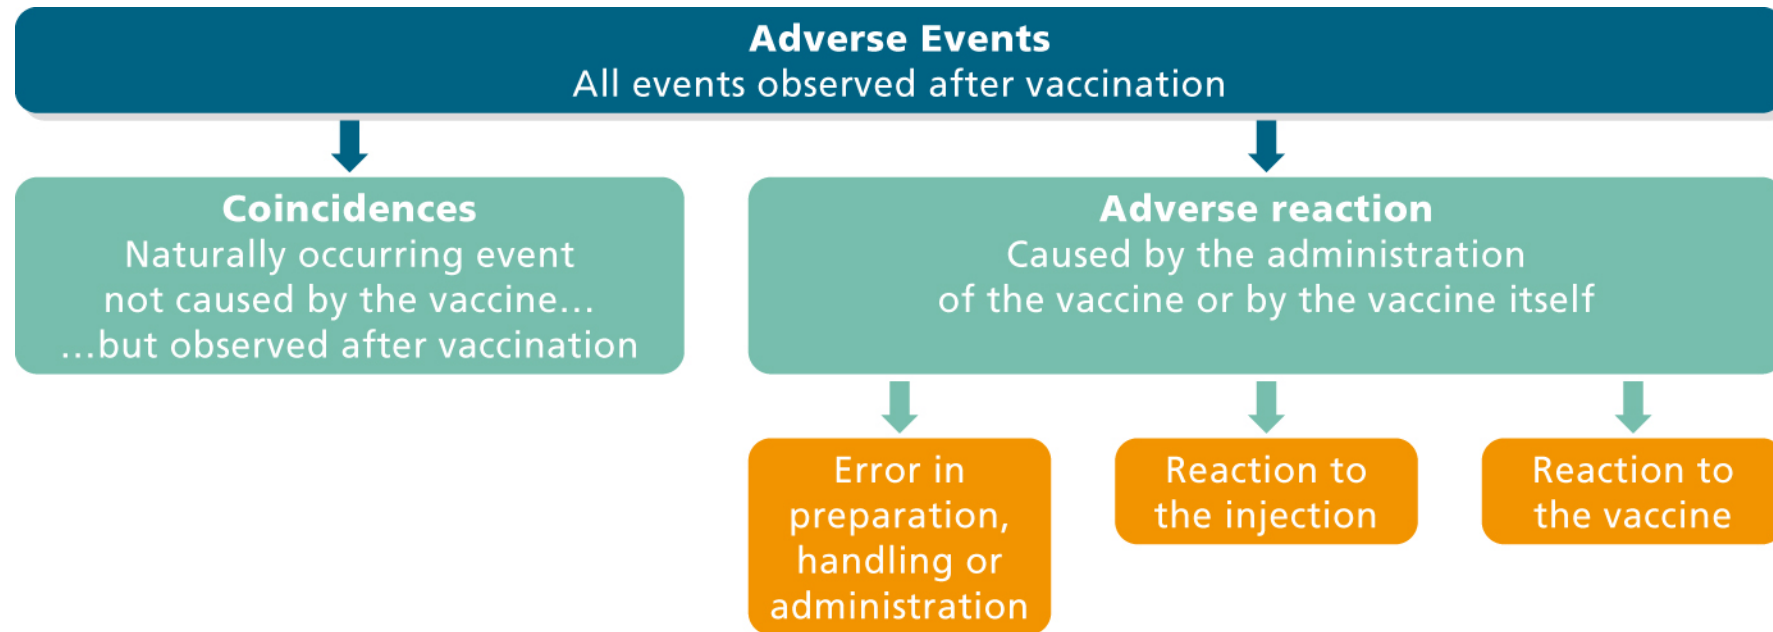 Adverse Events
All events observed after vaccination
Coincidences
Naturally occurring event
not caused by the vaccine…
…but observed after vaccination
Adverse reaction
Caused by the administration
of the vaccine or by the vaccine itself
Error in
preparation,
handling or
administration
Reaction to
the injection
Reaction to
the vaccine